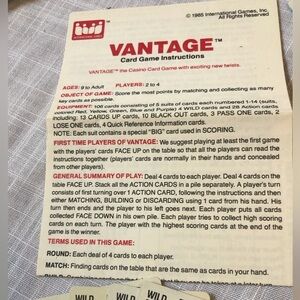 © 1985 International Games, Inc.
All Rights Reserved
VANTAGE™
Card Game Instructions
VANTAGE™ the Casino Card Game with exciting new twists.
AGES: 9 to Adult PLAYERS: 2 to 4
OBJECT OF GAME: Score the most points by matching and collecting as many
key cards as possible.
EQUIPMENT: 108 cards consisting of 5 suits of cards each numbered 1-14 (suits,
colored Red, Yellow, Green, Blue and Purple) 4 WILD cards and 28 Action cards
including: 13 CARDS UP cards, 10 BLACK OUT cards, 3 PASS ONE cards, 2
LOSE ONE cards, 4 Quick Reference Information cards.
NOTE: Each suit contains a special "BIG" card used in SCORING.
FIRST TIME PLAYERS OF VANTAGE: We suggest playing at least the first game
with the players' cards FACE UP on the table so that all the players can read the
instructions together (players' cards are normally in their hands and concealed
from other players).
GENERAL SUMMARY OF PLAY: Deal 4 cards to each player. Deal 4 cards on the
table FACE UP. Stack all the ACTION CARDS in a pile separately. A player's turn
consists of first turning over 1 ACTION CARD, following the instructions and then
either MATCHING, BUILDING or DISCARDING using 1 card from his hand. His
turn then ends and the player to his left goes next. Each player puts all cards
collected FACE DOWN in his own pile. Each player tries to collect high scoring
cards on each turn. The player with the highest scoring cards at the end of the
game is the winner.
TERMS USED IN THIS GAME:
ROUND: Each deal of 4 cards to each player.
MATCH: Finding cards on the table that are the same as cards in your hand.
WILD
WILD
WILD